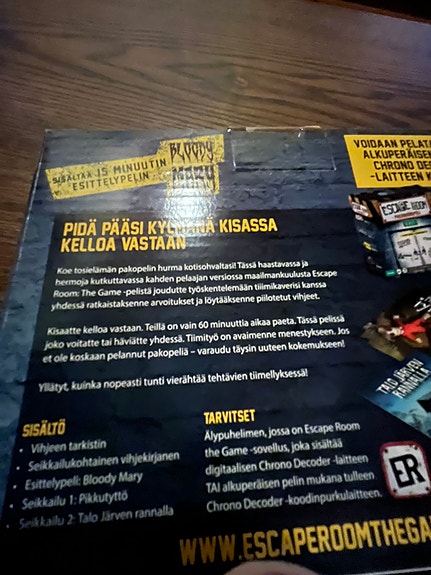 SISÄLTÄÄ 15 MINUUTIN
ESITTELYPELIN
BLOODY
MARY
VOIDAAN PELATA
ALKUPERÄISEN
CHRONO DE
-LAITTEEN K
PIDÄ PÄÄSI KYLMÄNÄ KISASSA
KELLOA VASTAAN
Koe tosielämän pakopelin hurma kotisohvaltasi! Tässä haastavassa ja
hermoja kutkuttavassa kahden pelaajan versiossa maailmankuulusta Escape
Room: The Game -pelistä joudutte työskentelemään tiiimikaverisi kanssa
yhdessä ratkaistaksenne arvoitukset ja löytääksenne piilotetut vihjeet.
Kisaatte kelloa vastaan. Teillä on vain 60 minuuttia aikaa paeta. Tässä pelissä
joko voitatte tai häviätte yhdessä. Tiimityö on avaimenne menestykseen. Jos
et ole koskaan pelannut pakopeliä – varaudu täysin uuteen kokemukseen!
Yllätyt, kuinka nopeasti tunti vierähtää tehtävien tiimellyksessä!
SISÄLTÖ
• Vihjeen tarkistin
• Seikkailukohtainen vihjekirjanen
• Esittelypeli: Bloody Mary
• Seikkailu 1: Pikkutyttö
• Seikkailu 2: Talo Järven rannalla
TARVITSET
Älypuhelimen, jossa on Escape Room
the Game -sovellus, joka sisältää
digitaalisen Chrono Decoder -laitteen
TAI alkuperäisen pelin mukana tulleen
Chrono Decoder -koodinpurkulaitteen.
ESCAPE ROOM
TALO JÄRVEN
RANNALLA
ER
WWW.ESCAPEROOMTHEGA